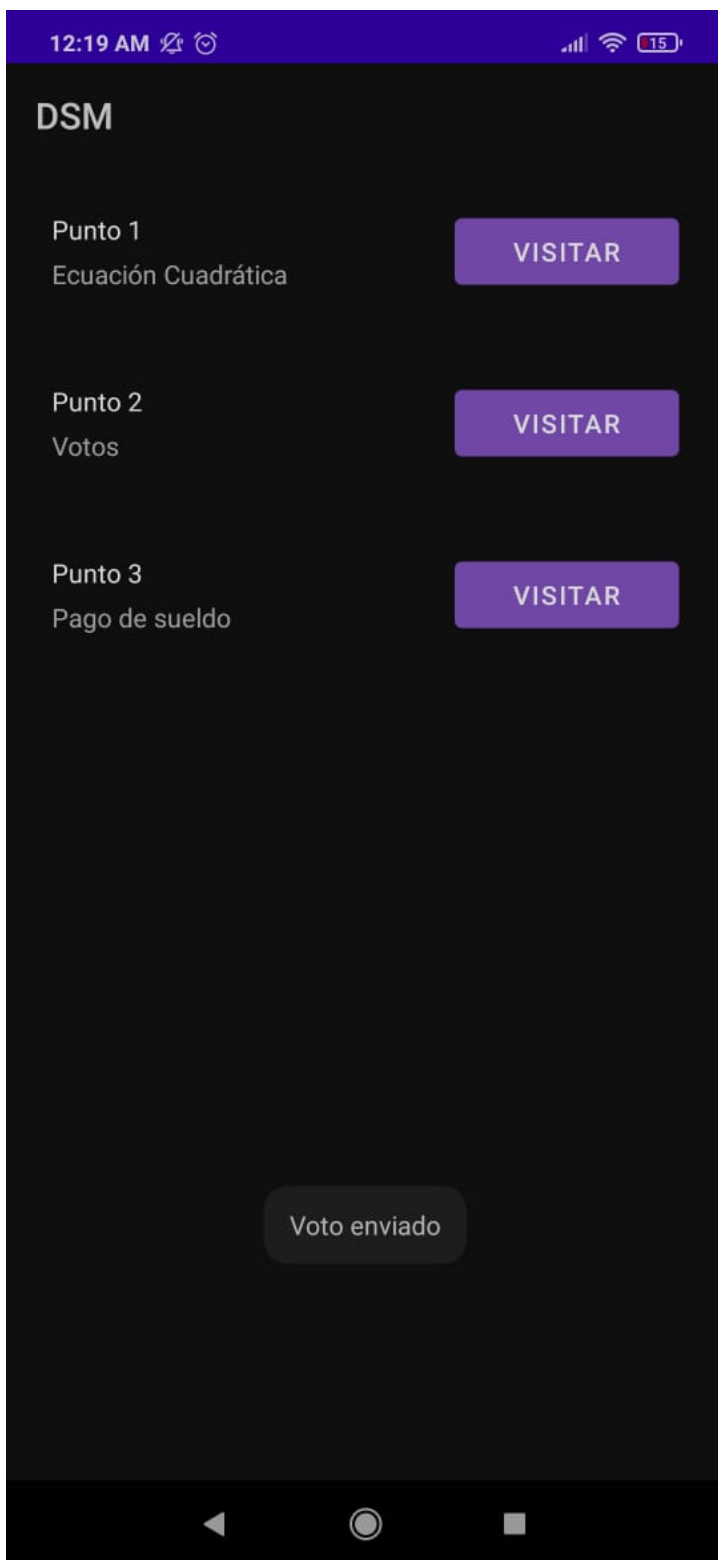 12:19 AM 15
DSM
Punto 1
Ecuación Cuadrática
VISITAR
Punto 2
Votos
VISITAR
Punto 3
Pago de sueldo
VISITAR
Voto enviado